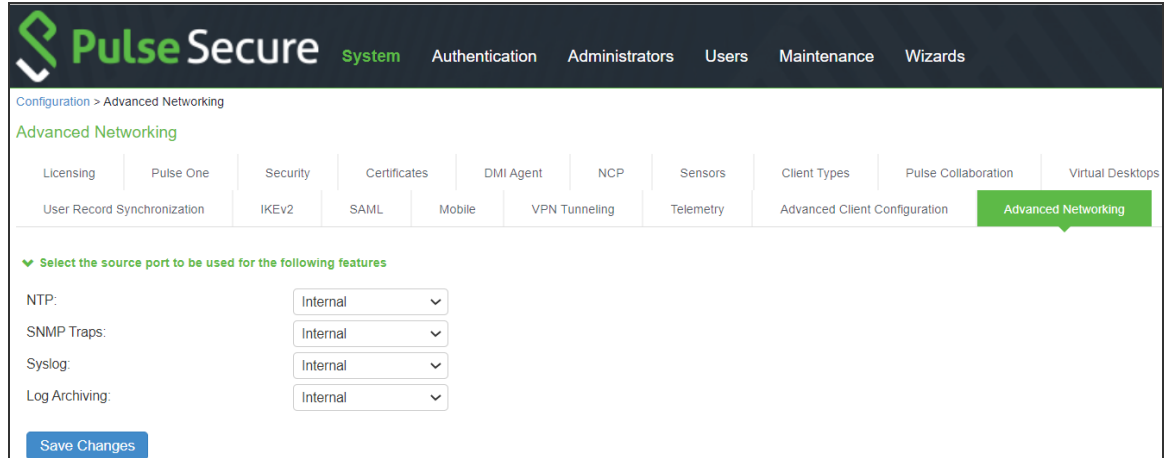 Pulse Secure System Authentication Administrators Users Maintenance Wizards
Configuration > Advanced Networking
Advanced Networking
Licensing Pulse One Security Certificates DMI Agent NCP Sensors Client Types Pulse Collaboration Virtual Desktops
User Record Synchronization IKEv2 SAML Mobile VPN Tunneling Telemetry Advanced Client Configuration Advanced Networking
Select the source port to be used for the following features
NTP: Internal
SNMP Traps: Internal
Syslog: Internal
Log Archiving: Internal
Save Changes